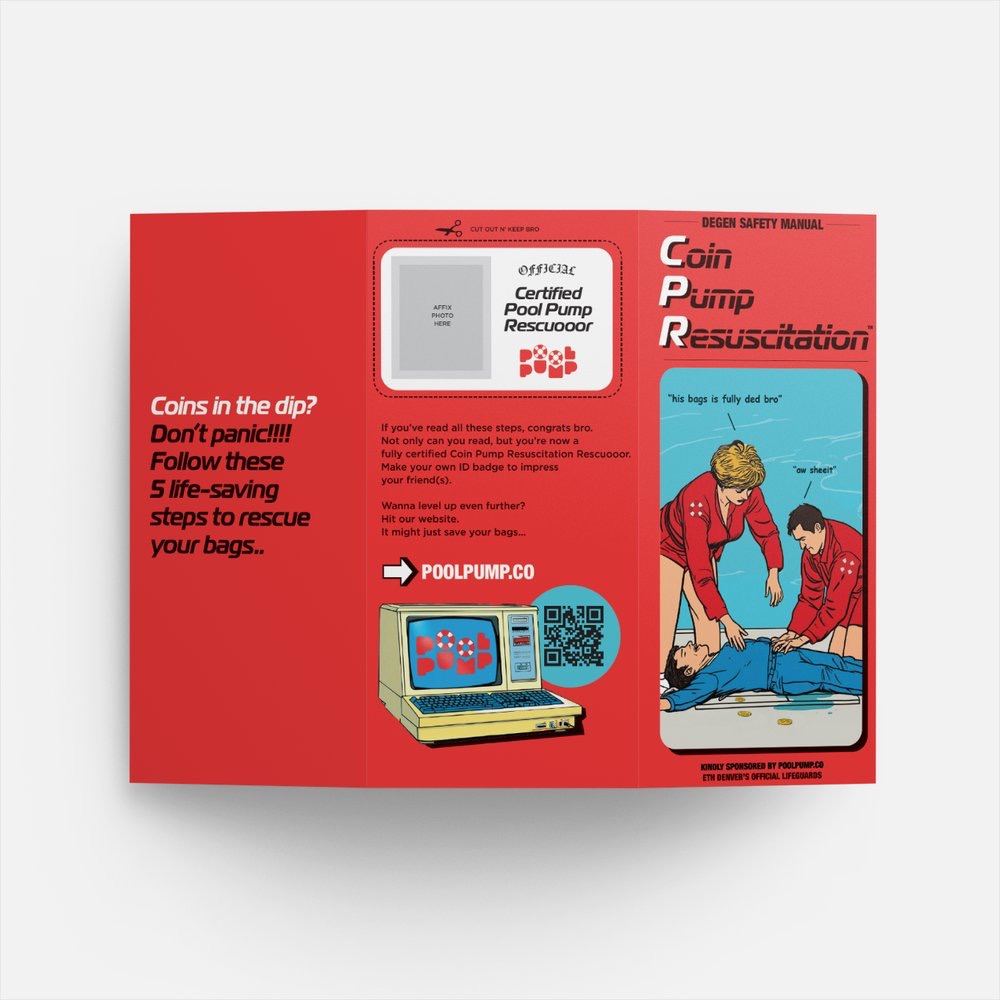 Coins in the dip?
Don't panic!!!!
Follow these
5 life-saving
steps to rescue
your bags..
CUT OUT N' KEEP BRO
AFFIX
PHOTO
HERE
OFFICIAL
Certified
Pool Pump
Rescuooor
POOL
PUMP
If you've read all these steps, congrats bro.
Not only can you read, but you're now a
fully certified Coin Pump Resuscitation Rescuooor.
Make your own ID badge to impress
your friend(s).
Wanna level up even further?
Hit our website.
It might just save your bags...
POOLPUMP.CO
POOL
PUMP
DEGEN SAFETY MANUAL
Coin
Pump
Resuscitation™
"his bags is fully ded bro"
"aw sheeit"
KINDLY SPONSORED BY POOLPUMP.CO
ETH DENVER'S OFFICIAL LIFEGUARDS